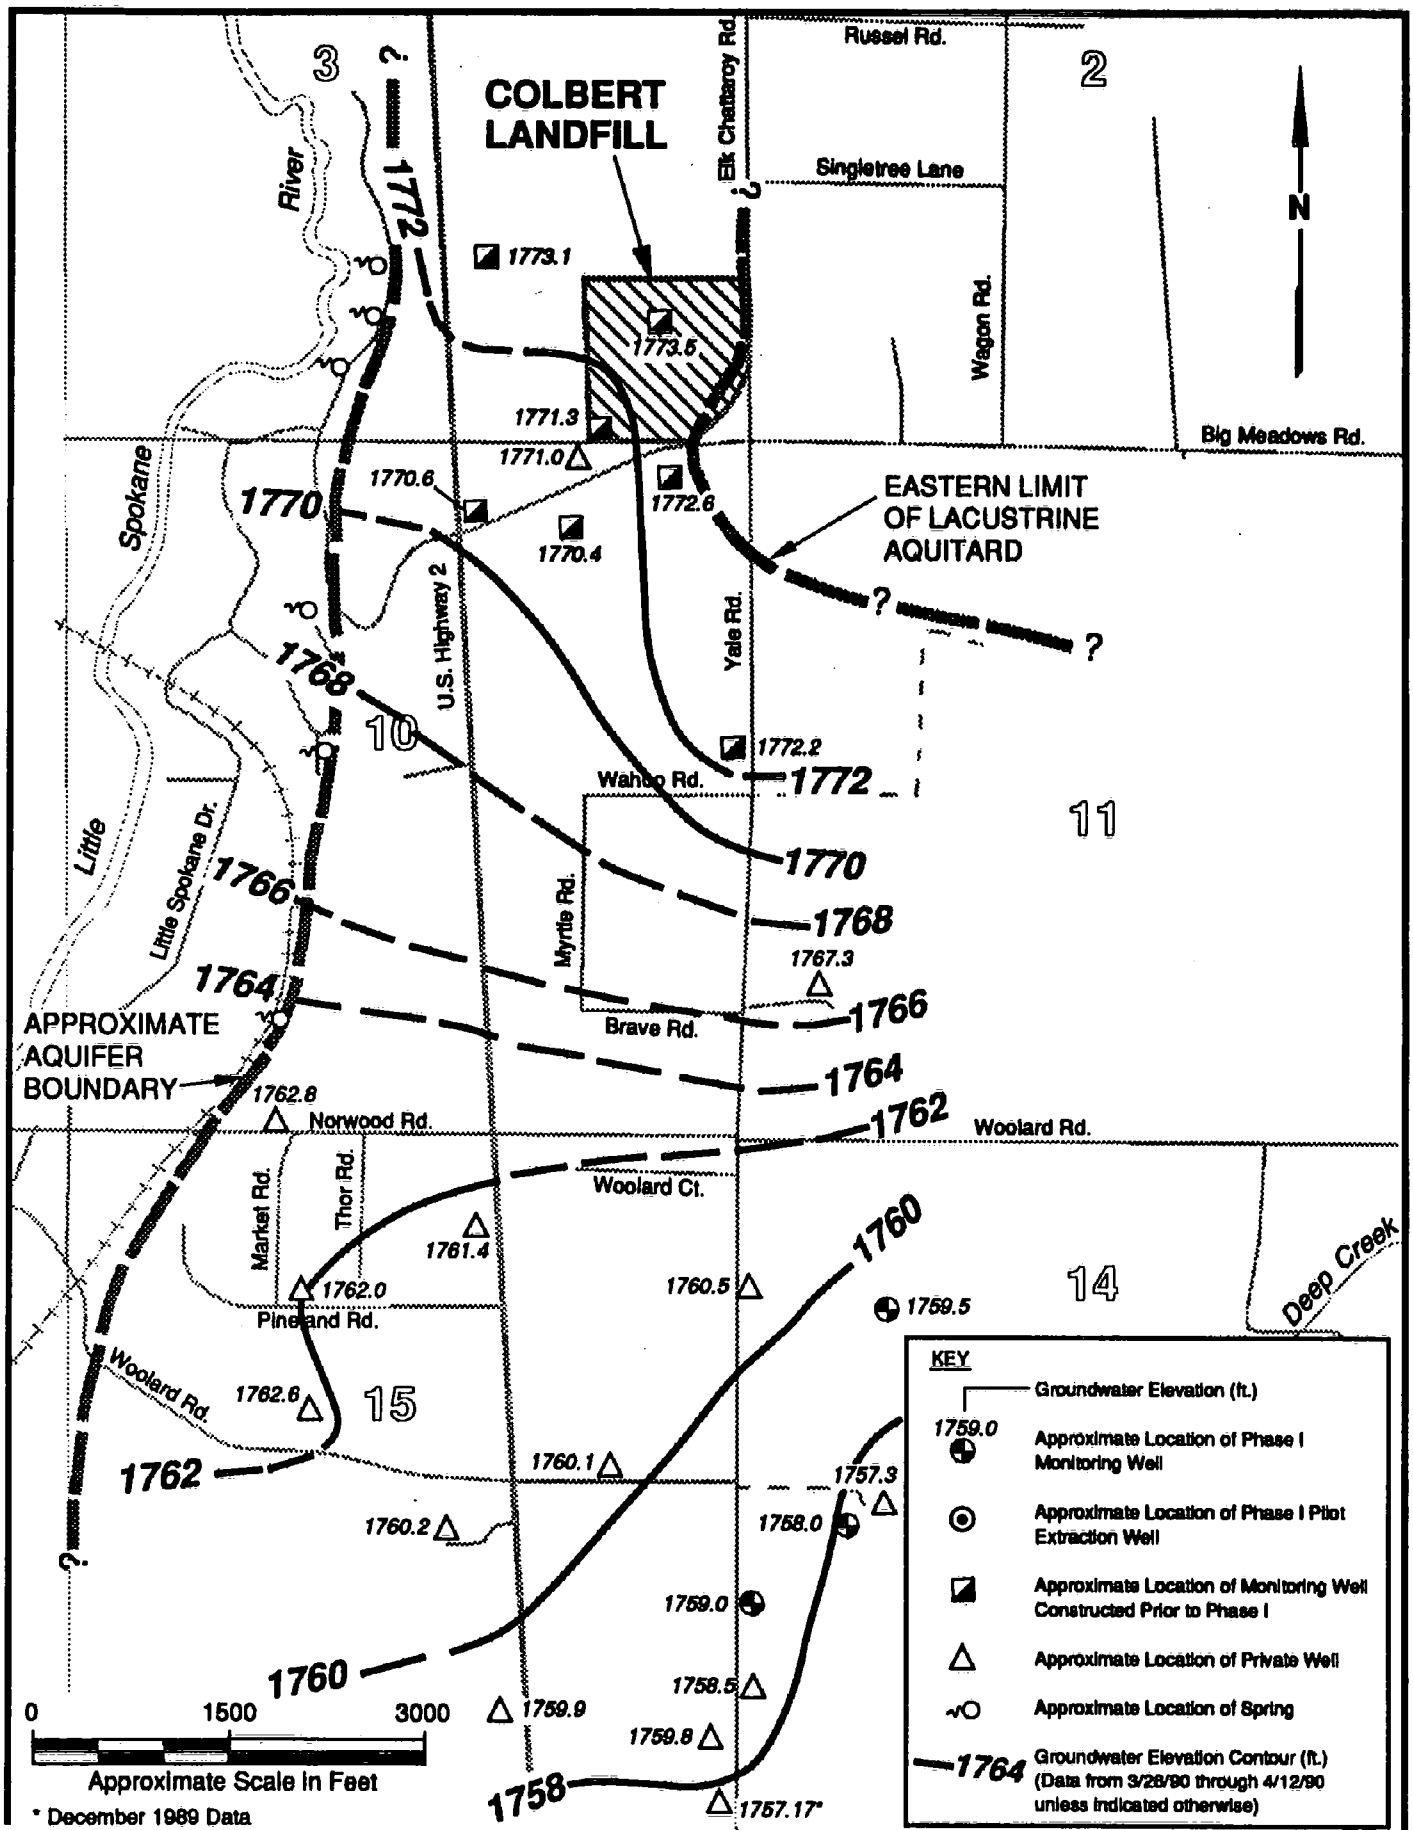 ?
3
COLBERT
LANDFILL
Elk Chattaroy Rd.
Russel Rd.
2
River
1772
?
Singletree Lane
N
1773.1
1773.5
Wagon Rd.
1771.3
Big Meadows Rd.
Spokane
1771.0
1770.6
1770
1772.6
1770.4
EASTERN LIMIT
OF LACUSTRINE
AQUITARD
U.S. Highway 2
Yale Rd.
?
?
1768
10
1772.2
Wahoo Rd.
1772
11
Little
Little Spokane Dr.
1766
1770
Myrtle Rd.
1768
1767.3
1764
1766
Brave Rd.
APPROXIMATE
AQUIFER
BOUNDARY
1764
1762.8
1762
Norwood Rd.
Woolard Rd.
Market Rd.
Thor Rd.
Woolard Ct.
1761.4
1760
1762.0
1760.5
14
Deep Creek
1759.5
Pineland Rd.
Woolard Rd.
1762.6
15
1762
1760.1
1757.3
1760.2
1758.0
?
1759.0
1760
1758.5
1759.9
1759.8
1758
1757.17*
KEY
Groundwater Elevation (ft.)
1759.0
Approximate Location of Phase I
Monitoring Well
Approximate Location of Phase I Pilot
Extraction Well
Approximate Location of Monitoring Well
Constructed Prior to Phase I
Approximate Location of Private Well
Approximate Location of Spring
1764
Groundwater Elevation Contour (ft.)
(Data from 3/28/90 through 4/12/90
unless indicated otherwise)
0 1500 3000
Approximate Scale in Feet
* December 1989 Data